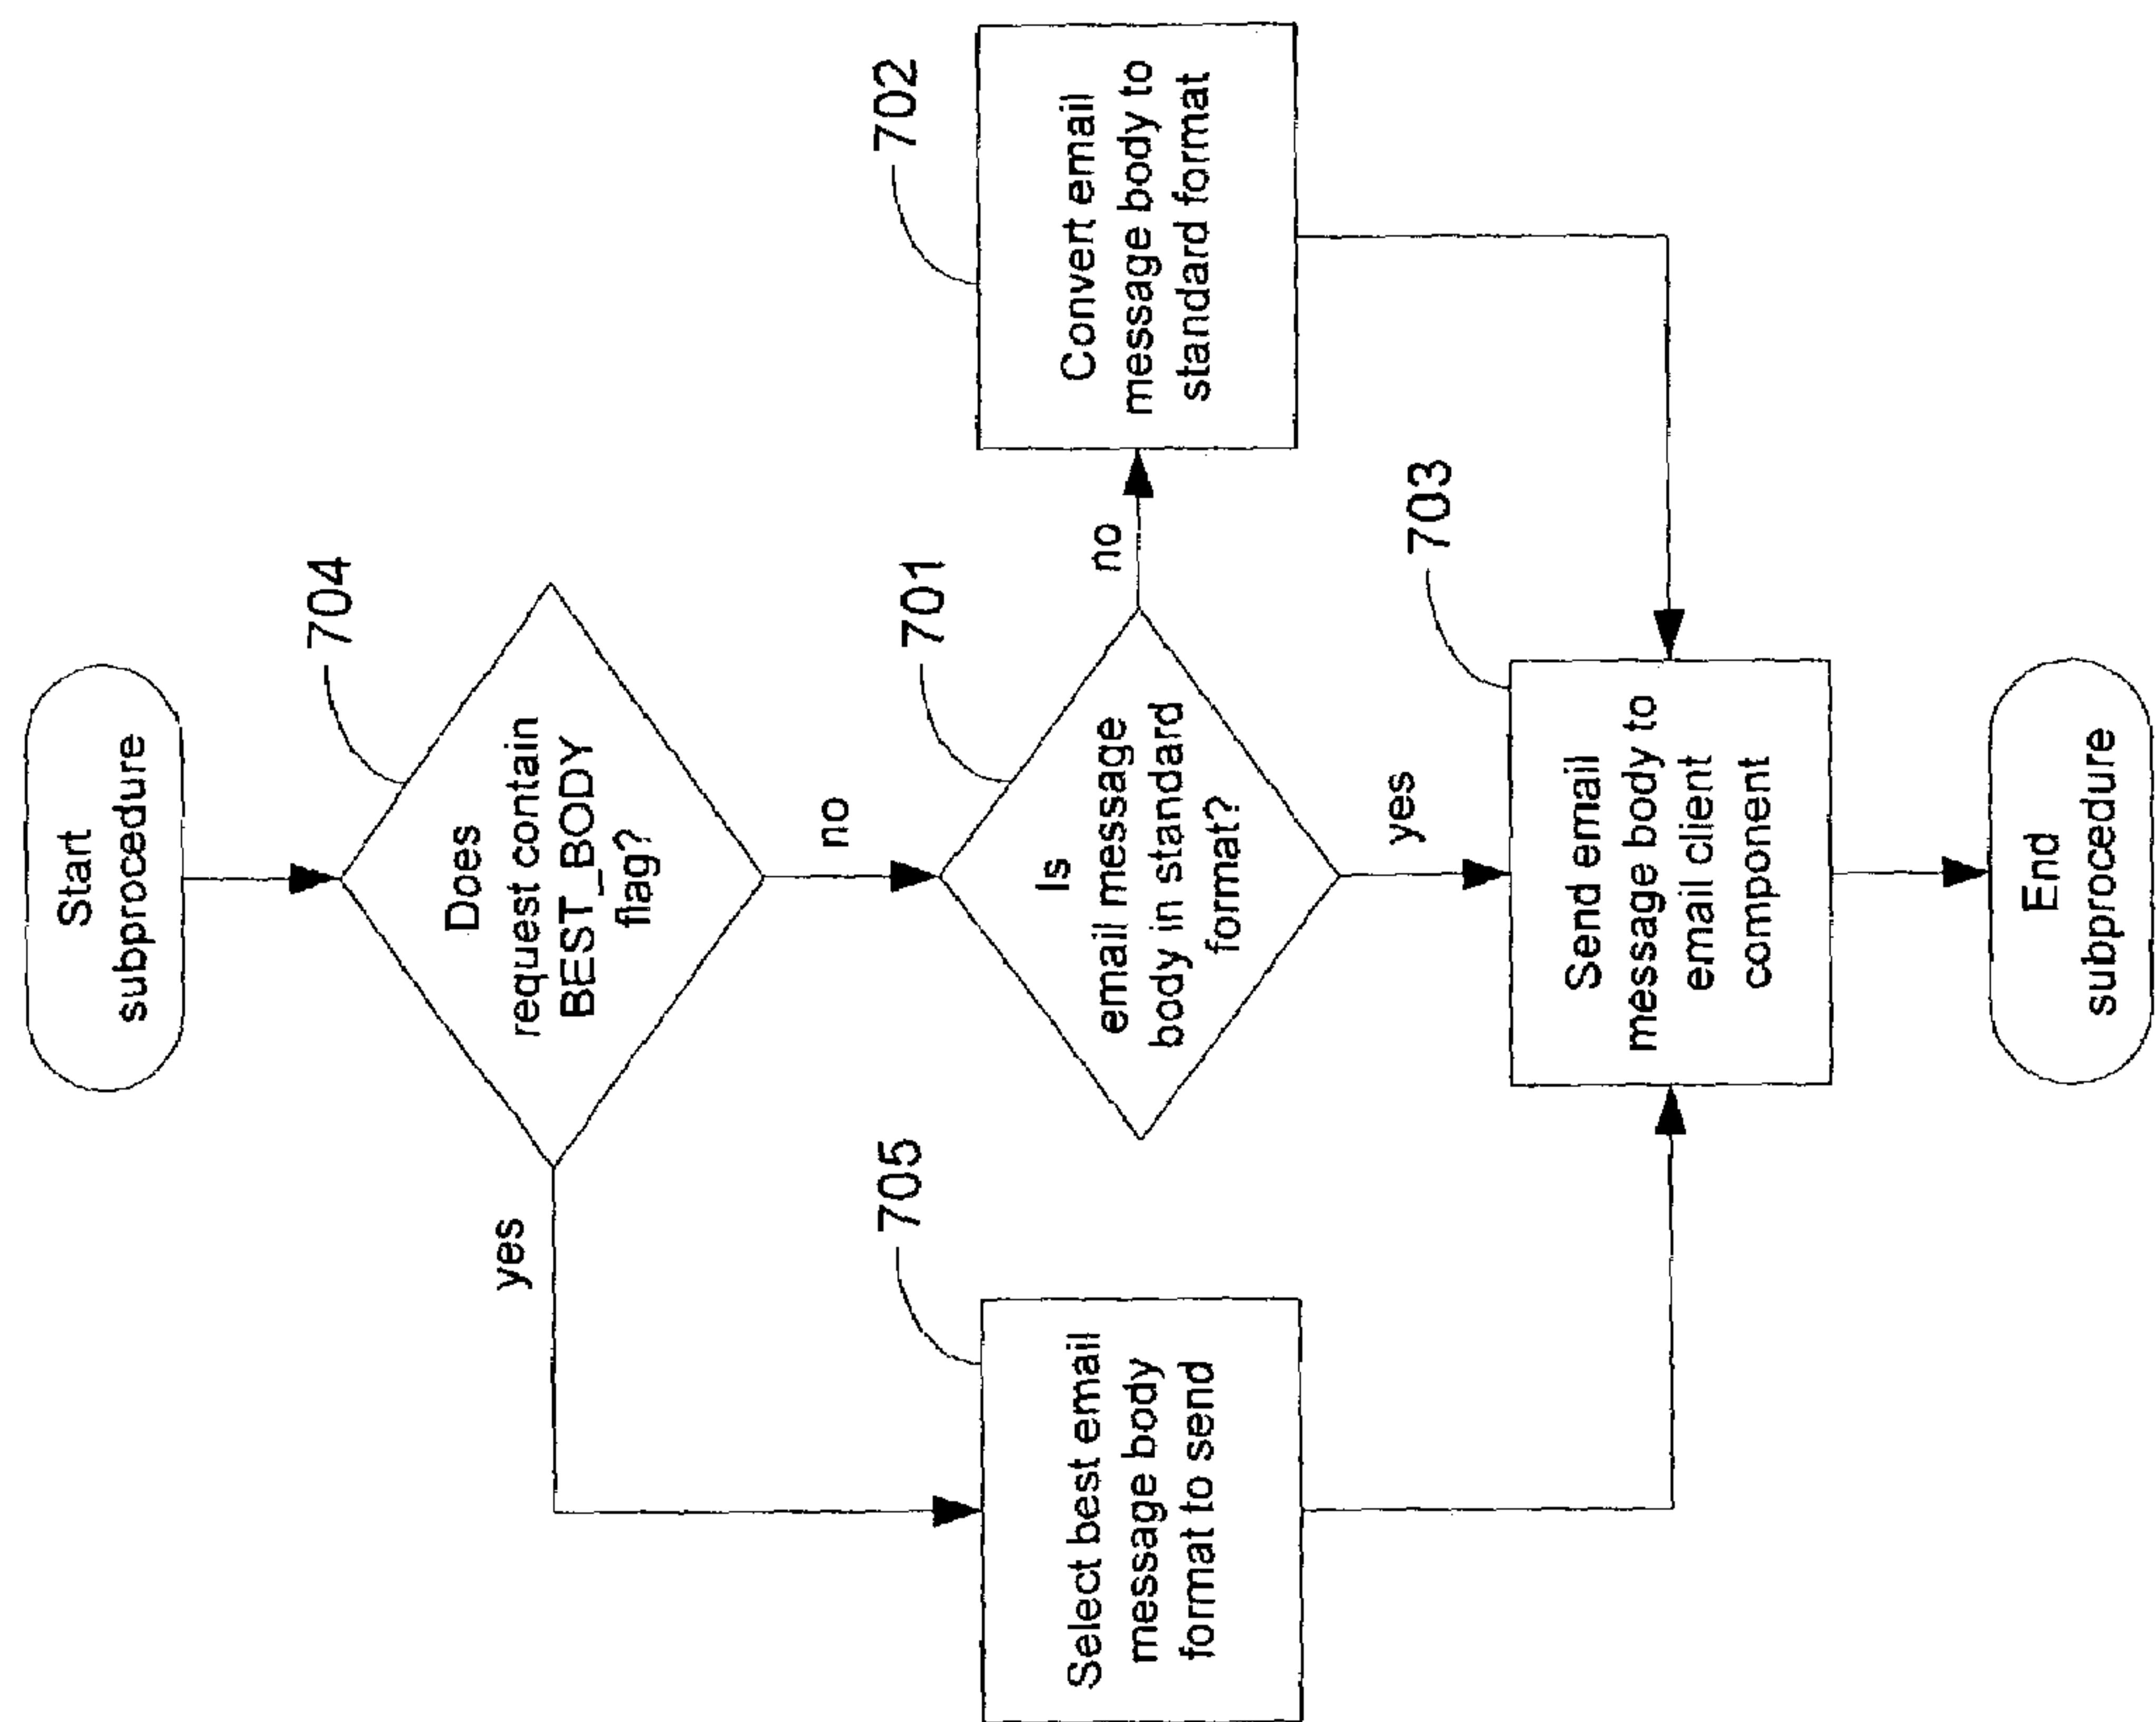 Start
subprocedure
704
Does
request contain
BEST_BODY
flag?
yes
no
705
Select best email
message body
format to send
701
Is
email message
body in standard
format?
no
yes
702
Convert email
message body to
standard format
703
Send email
message body to
email client
component
End
subprocedure